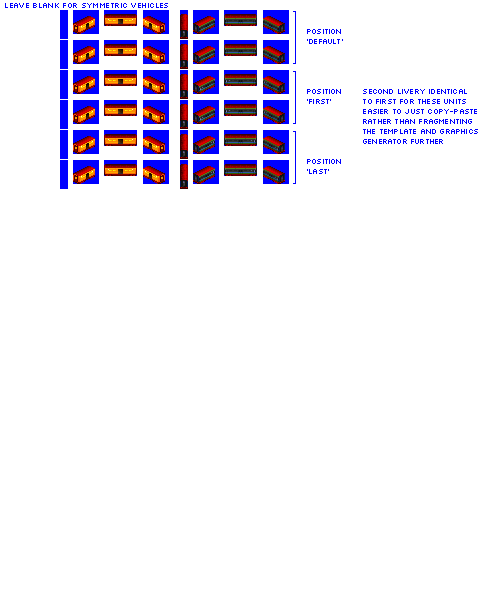 LEAVE BLANK FOR SYMMETRIC VEHICLES
POSITION
'DEFAULT'
POSITION
'FIRST'
SECOND LIVERY IDENTICAL
TO FIRST FOR THESE UNITS
EASIER TO JUST COPY-PASTE
RATHER THAN FRAGMENTING
THE TEMPLATE AND GRAPHICS
GENERATOR FURTHER
POSITION
'LAST'